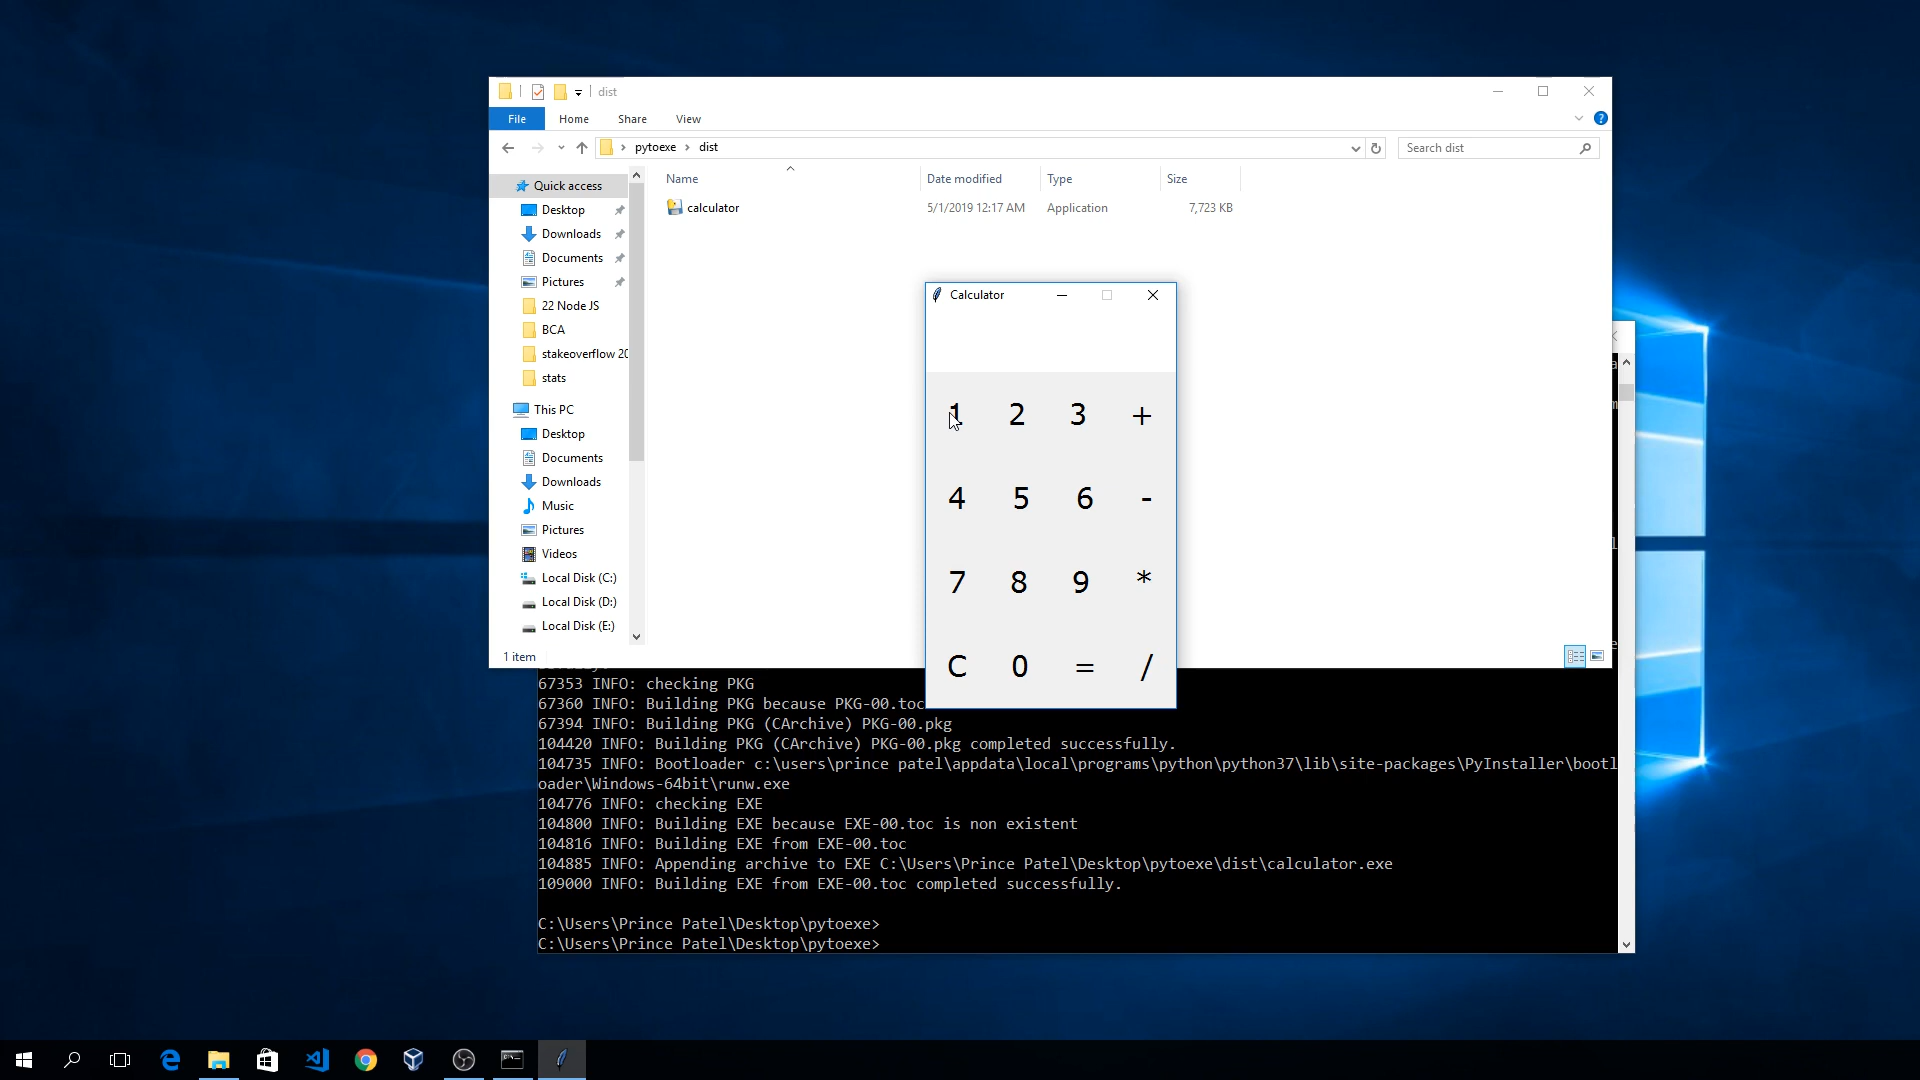 dist
File Home Share View
pytoexe dist
Search dist
Name Date modified Type Size
calculator 5/1/2019 12:17 AM Application 7,723 KB
Quick access
Desktop
Downloads
Documents
Pictures
22 Node JS
BCA
stakeoverflow 20
stats
This PC
Desktop
Documents
Downloads
Music
Pictures
Videos
Local Disk (C:)
Local Disk (D:)
Local Disk (E:)
1 item
Calculator
1 2 3 +
4 5 6 -
7 8 9 *
C 0 = /
67353 INFO: checking PKG
67360 INFO: Building PKG because PKG-00.toc
67394 INFO: Building PKG (CArchive) PKG-00.pkg
104420 INFO: Building PKG (CArchive) PKG-00.pkg completed successfully.
104735 INFO: Bootloader c:\users\prince patel\appdata\local\programs\python\python37\lib\site-packages\PyInstaller\bootl
oader\Windows-64bit\runw.exe
104776 INFO: checking EXE
104800 INFO: Building EXE because EXE-00.toc is non existent
104816 INFO: Building EXE from EXE-00.toc
104885 INFO: Appending archive to EXE C:\Users\Prince Patel\Desktop\pytoexe\dist\calculator.exe
109000 INFO: Building EXE from EXE-00.toc completed successfully.
C:\Users\Prince Patel\Desktop\pytoexe>
C:\Users\Prince Patel\Desktop\pytoexe>